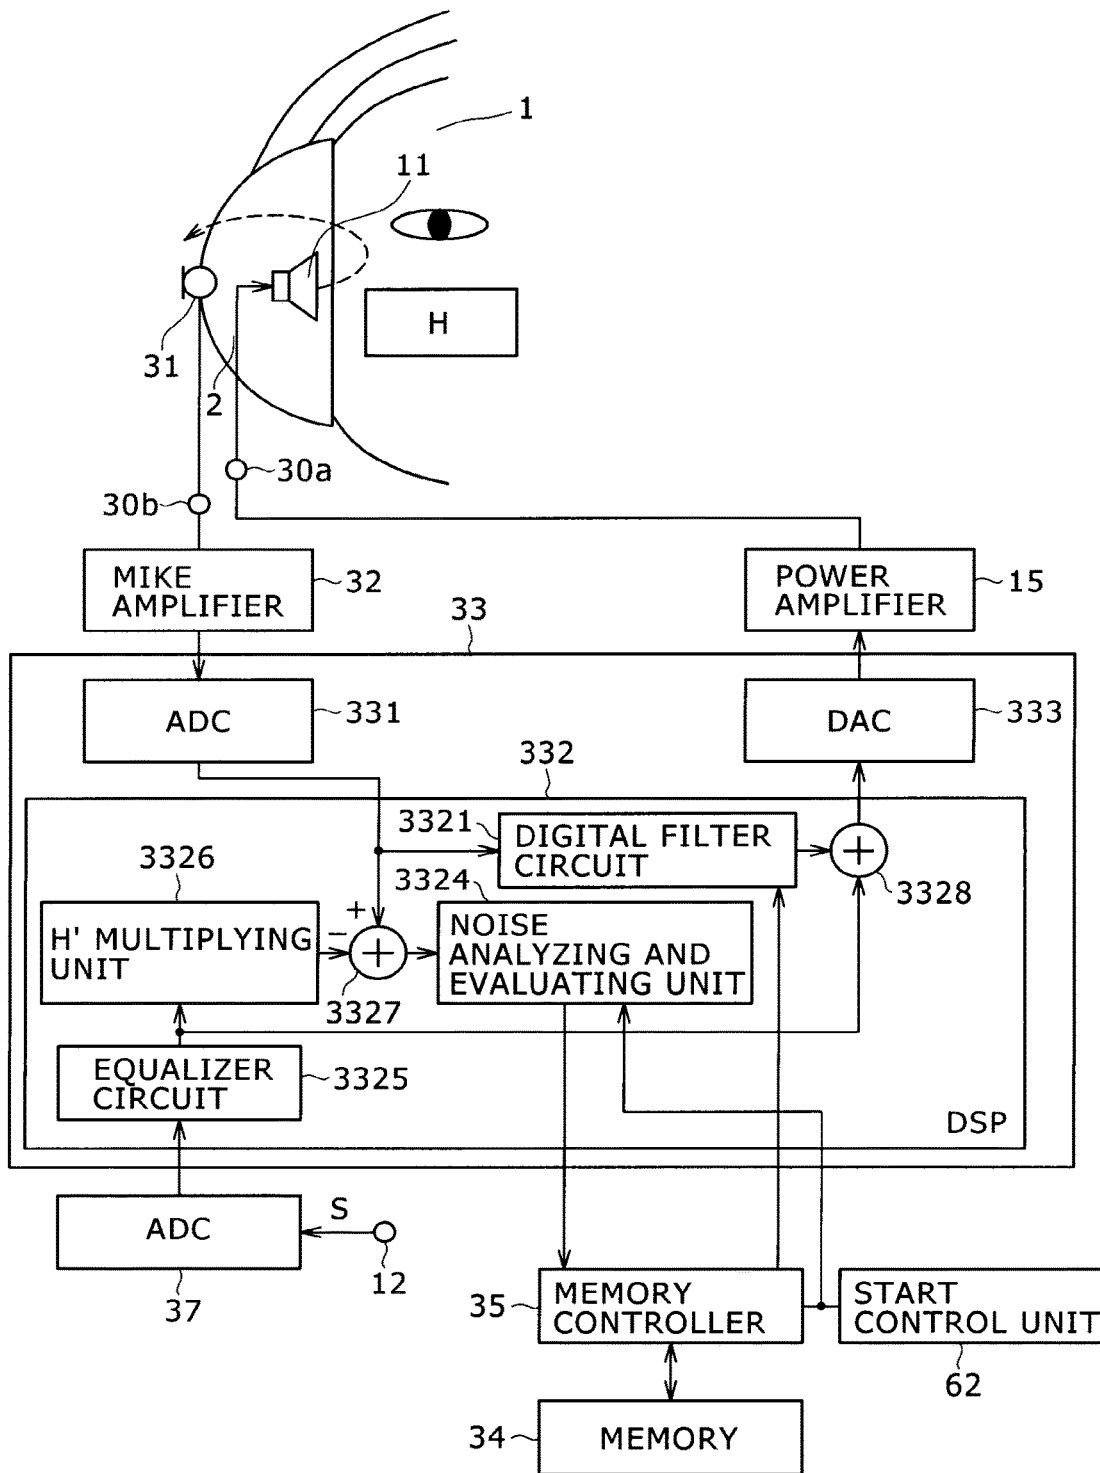 1
11
H
31
2
30a
30b
MIKE
AMPLIFIER
32
POWER
AMPLIFIER
15
33
ADC
331
DAC
333
332
3321
DIGITAL FILTER
CIRCUIT
3328
3326
3324
H' MULTIPLYING
UNIT
+
−
+
3327
NOISE
ANALYZING AND
EVALUATING UNIT
+
EQUALIZER
CIRCUIT
3325
DSP
ADC
37
S
12
35
MEMORY
CONTROLLER
START
CONTROL UNIT
62
34
MEMORY